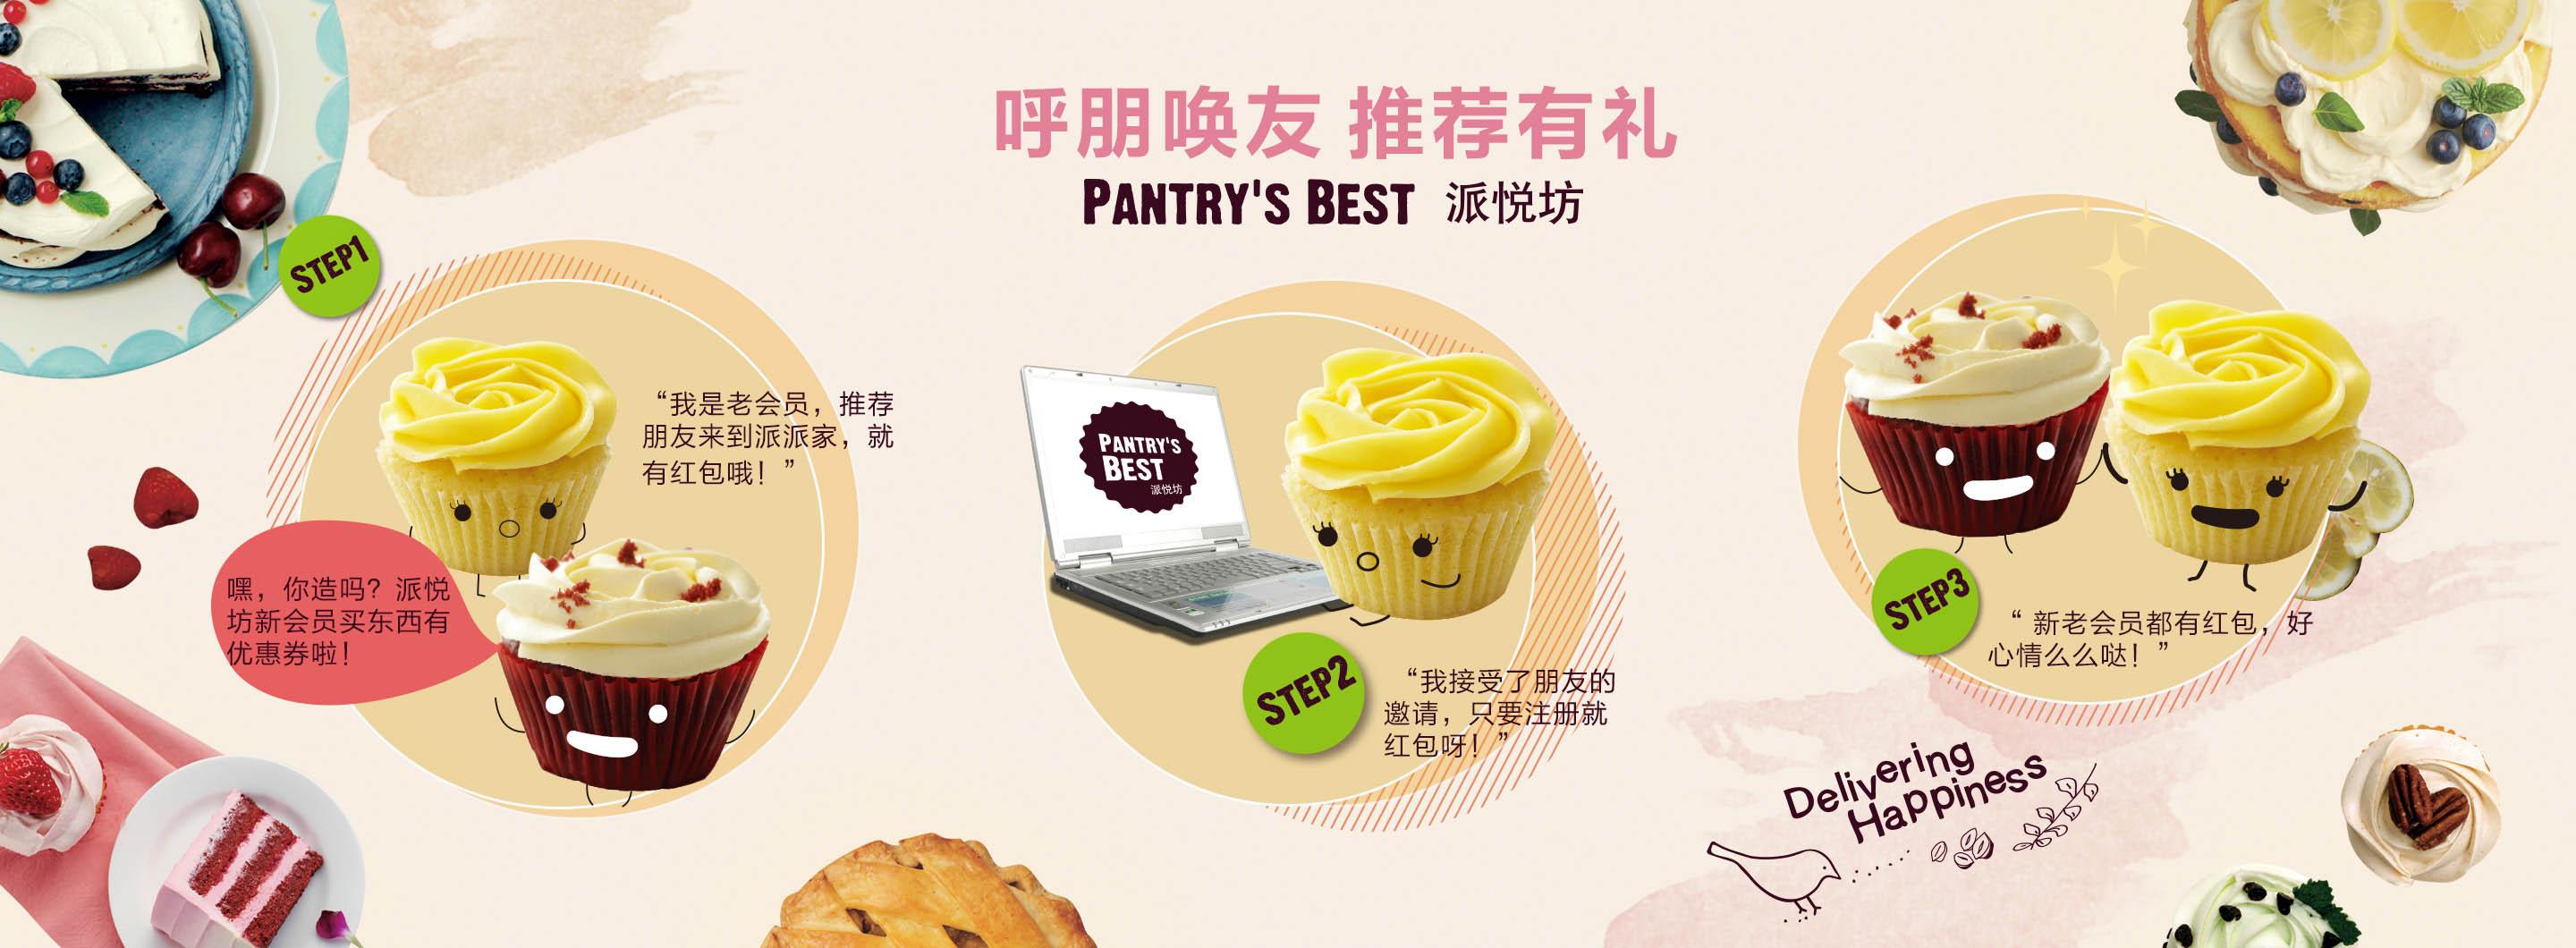 呼朋唤友 推荐有礼
PANTRY'S BEST 派悦坊
STEP1
“我是老会员，推荐
朋友来到派派家，就
有红包哦！”
嘿，你造吗？派悦
坊新会员买东西有
优惠券啦！
PANTRY'S
BEST
派悦坊
STEP2
“我接受了朋友的
邀请，只要注册就
红包呀！”
STEP3
“ 新老会员都有红包，好
心情么么哒！”
Delivering
Happiness